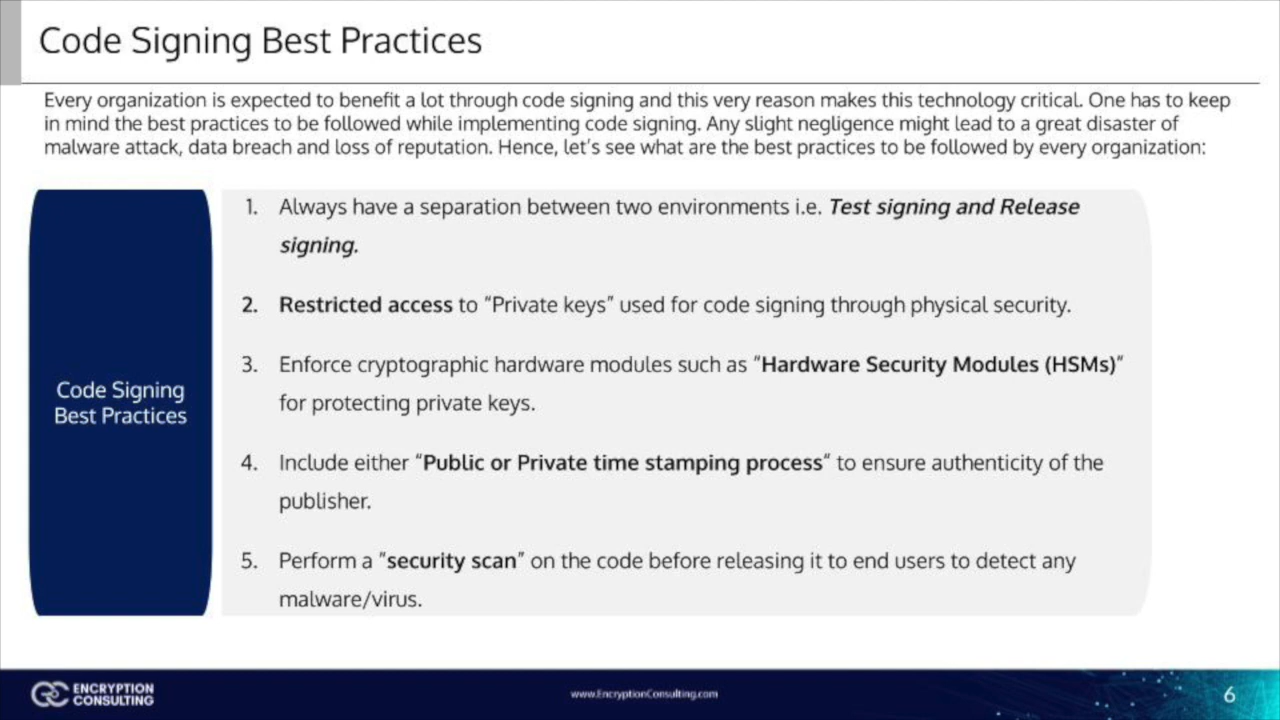 Code Signing Best Practices
Every organization is expected to benefit a lot through code signing and this very reason makes this technology critical. One has to keep
in mind the best practices to be followed while implementing code signing. Any slight negligence might lead to a great disaster of
malware attack, data breach and loss of reputation. Hence, let's see what are the best practices to be followed by every organization:
Code Signing
Best Practices
1. Always have a separation between two environments i.e. Test signing and Release
signing.
2. Restricted access to "Private keys" used for code signing through physical security.
3. Enforce cryptographic hardware modules such as "Hardware Security Modules (HSMs)"
for protecting private keys.
4. Include either "Public or Private time stamping process" to ensure authenticity of the
publisher.
5. Perform a "security scan" on the code before releasing it to end users to detect any
malware/virus.
ENCRYPTION
CONSULTING
www.EncryptionConsulting.com
6